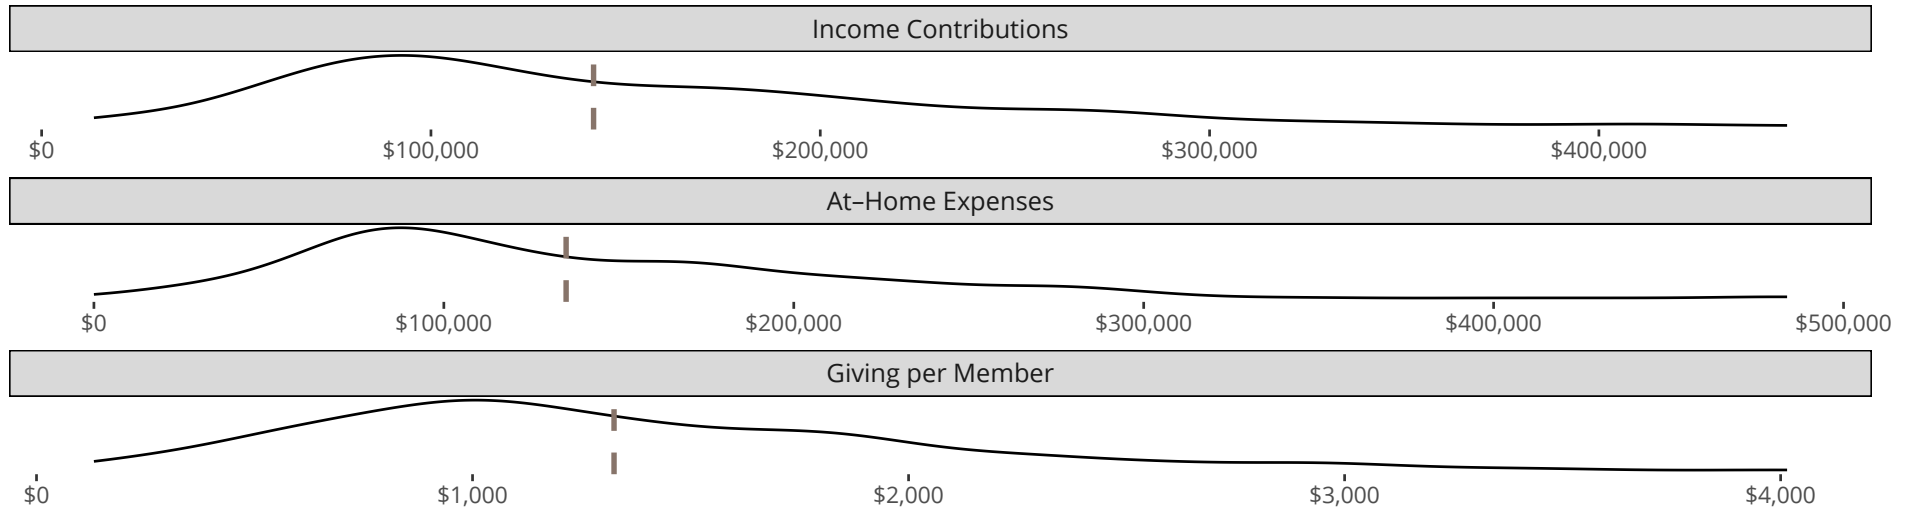 Income Contributions
$0 $100,000 $200,000 $300,000 $400,000
At–Home Expenses
$0 $100,000 $200,000 $300,000 $400,000 $500,000
Giving per Member
$0 $1,000 $2,000 $3,000 $4,000